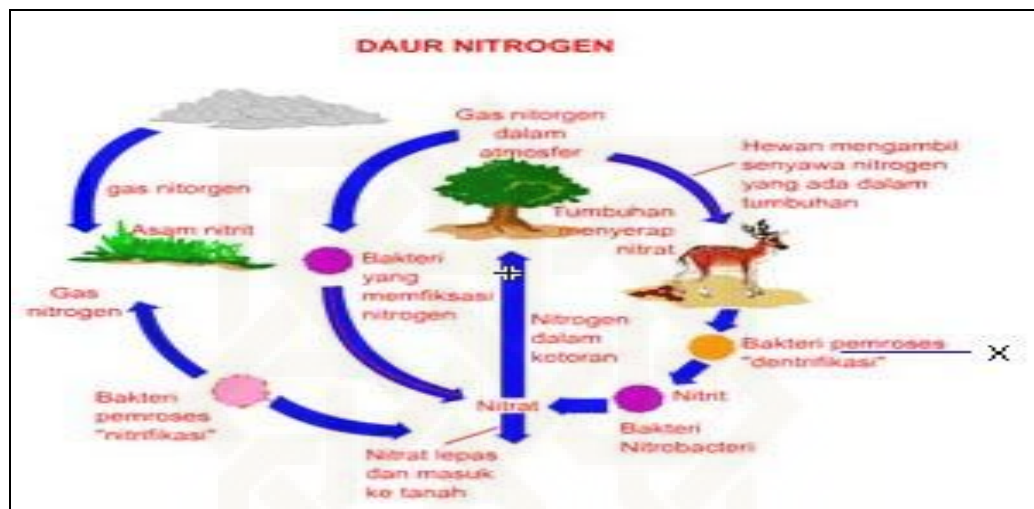 DAUR NITROGEN
Gas nitorgen
dalam
atmosfer
Hewan mengambil
senyawa nitrogen
yang ada dalam
tumbuhan
gas nitorgen
Asam nitrit
Tumbuhan
menyerap
nitrat
Bakteri
yang
memfiksasi
nitrogen
Gas
nitrogen
Nitrogen
dalam
kotoran
Bakteri pemroses
"dentrifikasi"
X
Bakteri
pemroses
"nitrifikasi"
Nitrat
Nitrit
Bakteri
Nitrobacteri
Nitrat lepas
dan masuk
ke tanah